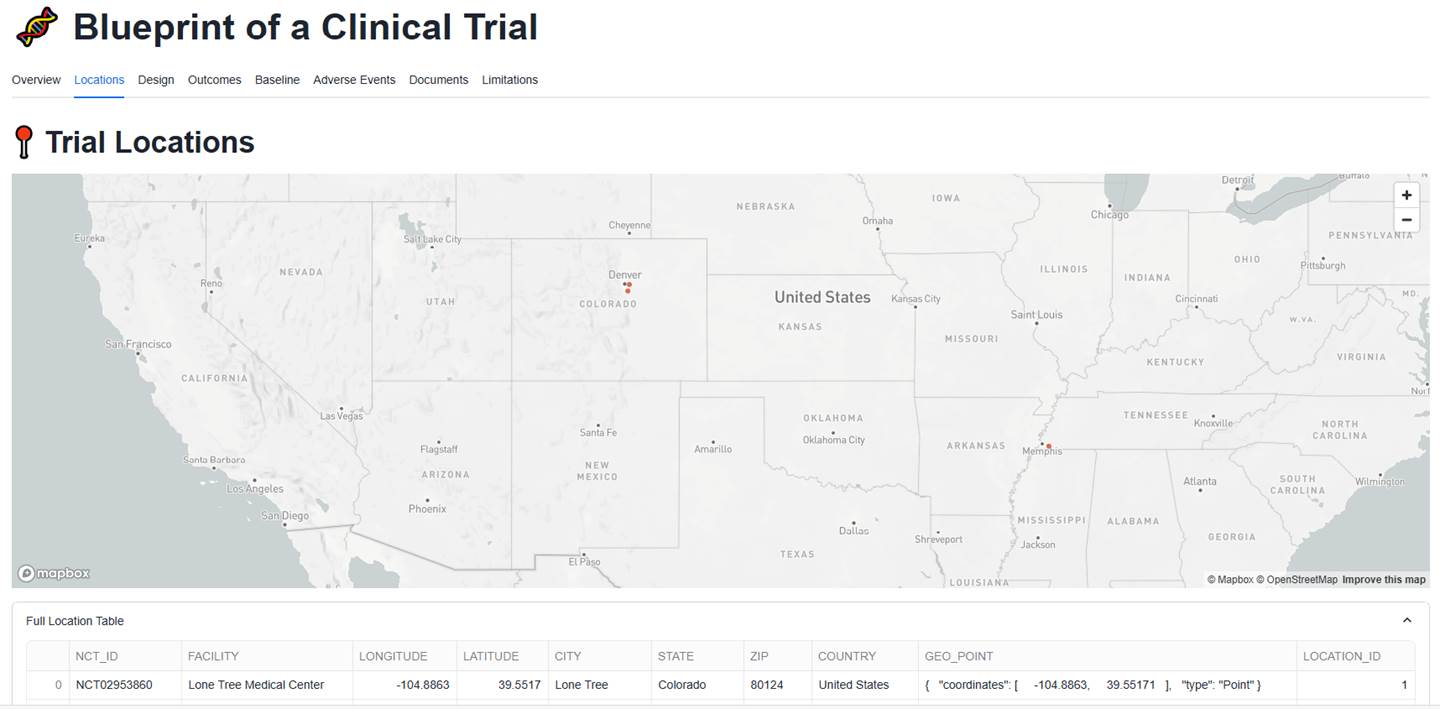 Blueprint of a Clinical Trial
Overview Locations Design Outcomes Baseline Adverse Events Documents Limitations
Trial Locations
Detroit Buffalo
NEBRASKA IOWA Chicago
Cheyenne Omaha
Eureka Salt Lake City PENNSYLVANIA
NEVADA ILLINOIS INDIANA OHIO Pittsburgh
Reno UTAH Denver COLORADO
United States Kansas City Cincinnati MD.
KANSAS Saint Louis W.VA.
San Francisco MISSOURI VIRGINIA
CALIFORNIA KENTUCKY
Las Vegas OKLAHOMA TENNESSEE Knoxville
Santa Fe Oklahoma City NORTH CAROLINA
Flagstaff Amarillo ARKANSAS Memphis
Santa Barbara ARIZONA NEW MEXICO
Los Angeles Atlanta SOUTH CAROLINA Wilmington
Phoenix
San Diego Dallas MISSISSIPPI ALABAMA
Shreveport Jackson GEORGIA
El Paso TEXAS
LOUISIANA
mapbox © Mapbox © OpenStreetMap Improve this map
Full Location Table
NCT_ID FACILITY LONGITUDE LATITUDE CITY STATE ZIP COUNTRY GEO_POINT LOCATION_ID
0 NCT02953860 Lone Tree Medical Center -104.8863 39.5517 Lone Tree Colorado 80124 United States { "coordinates": [ -104.8863, 39.55171 ], "type": "Point" } 1